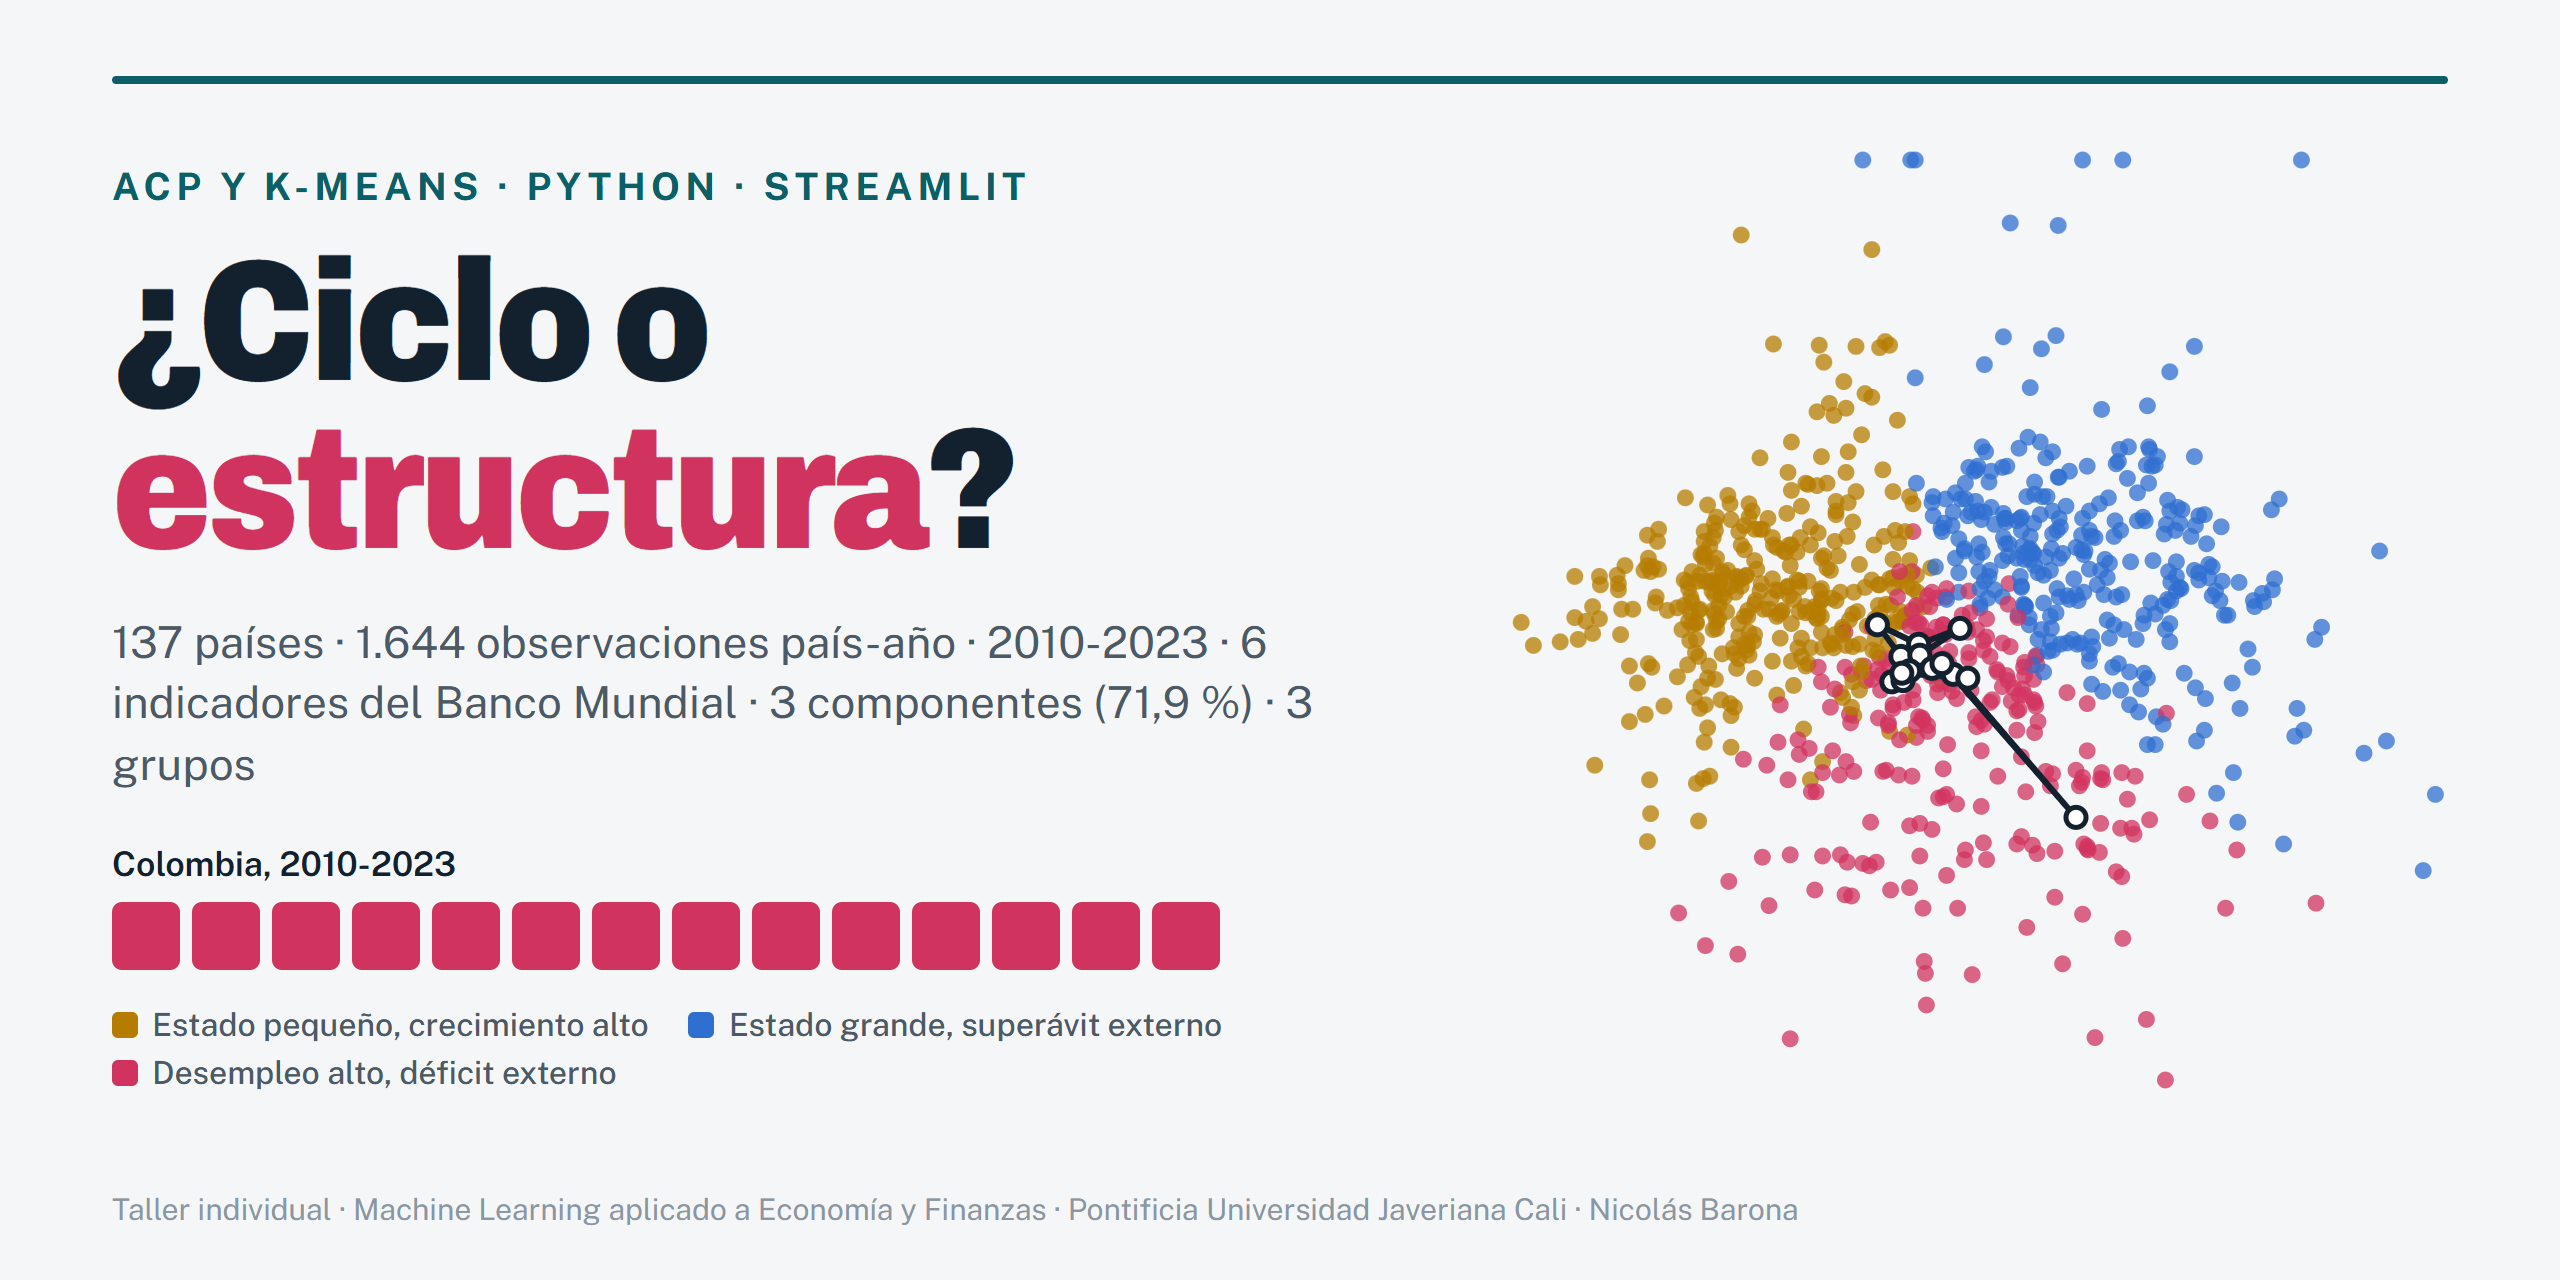 ACP Y K-MEANS · PYTHON · STREAMLIT
¿Ciclo o
estructura?
137 países · 1.644 observaciones país-año · 2010-2023 · 6
indicadores del Banco Mundial · 3 componentes (71,9 %) · 3
grupos
Colombia, 2010-2023
Estado pequeño, crecimiento alto
Estado grande, superávit externo
Desempleo alto, déficit externo
Taller individual · Machine Learning aplicado a Economía y Finanzas · Pontificia Universidad Javeriana Cali · Nicolás Barona